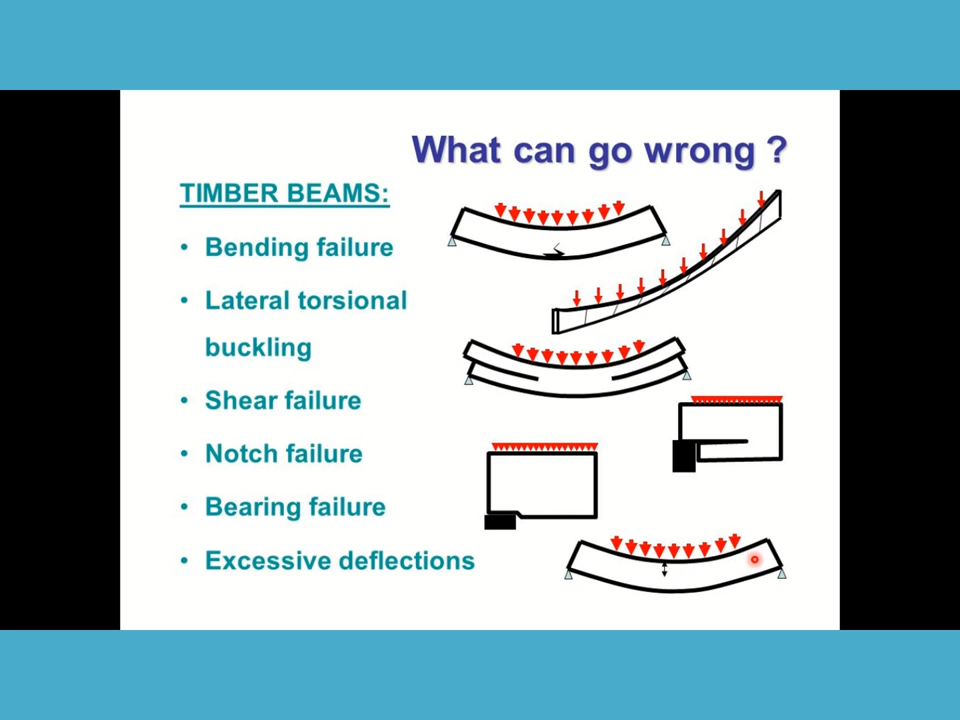 What can go wrong ?
TIMBER BEAMS:
• Bending failure
• Lateral torsional
buckling
• Shear failure
• Notch failure
• Bearing failure
• Excessive deflections